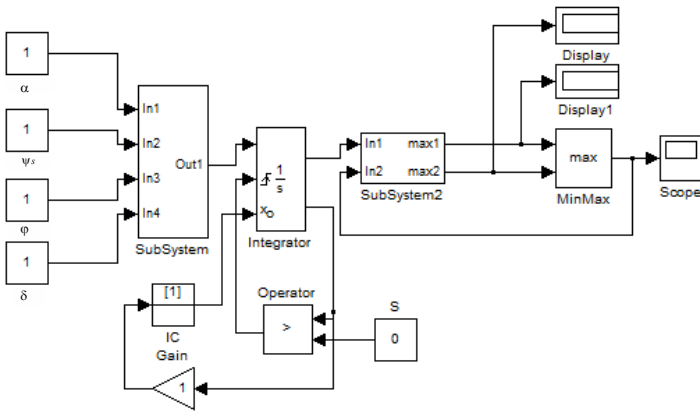 1
α
1
ψs
1
φ
1
δ
In1
In2
In3
In4
Out1
SubSystem
1
s
xo
Integrator
In1
In2
max1
max2
SubSystem2
Display
Display1
max
MinMax
Scope
[1]
IC
Gain
1
Operator
>
S
0